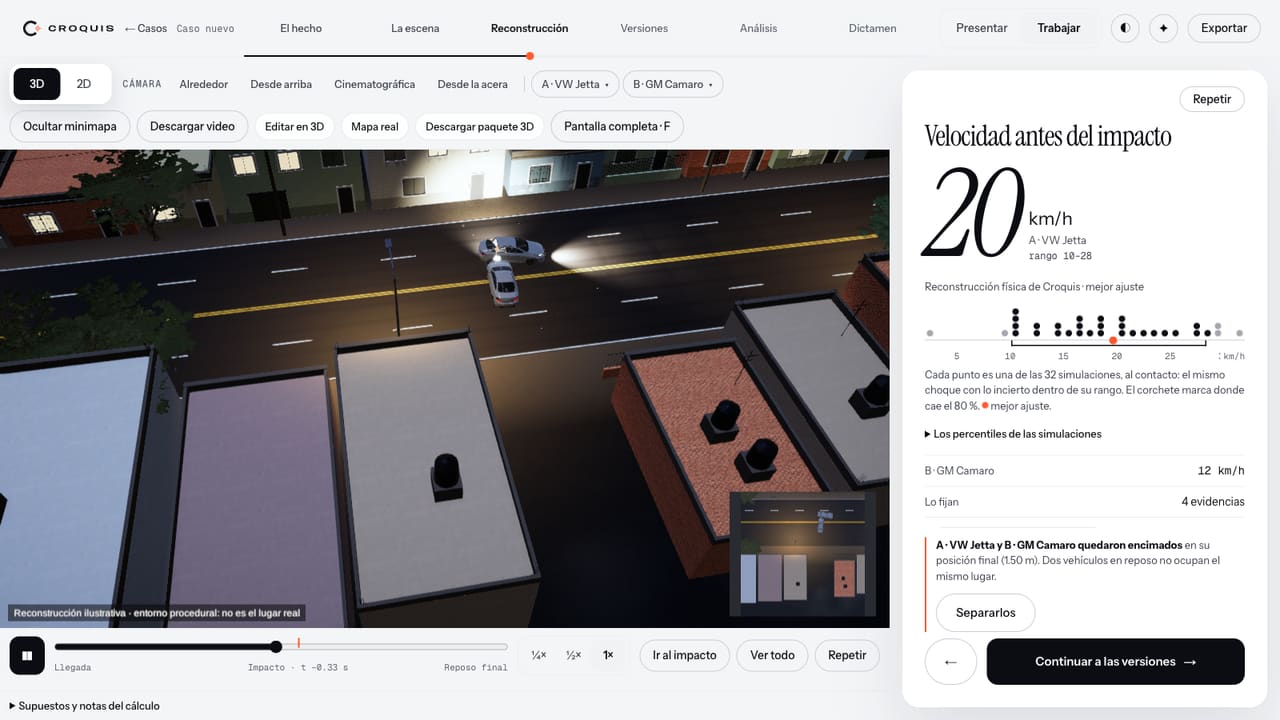 CROQUIS
← Casos
Caso nuevo
El hecho
La escena
Reconstrucción
Versiones
Análisis
Dictamen
Presentar
Trabajar
Exportar
3D
2D
CÁMARA
Alrededor
Desde arriba
Cinematográfica
Desde la acera
A · VW Jetta
B · GM Camaro
Ocultar minimapa
Descargar video
Editar en 3D
Mapa real
Descargar paquete 3D
Pantalla completa · F
Reconstrucción ilustrativa · entorno procedural: no es el lugar real
Llegada
Impacto · t −0.33 s
Reposo final
¼×
½×
1×
Ir al impacto
Ver todo
Repetir
Supuestos y notas del cálculo
Repetir
Velocidad antes del impacto
20 km/h
A · VW Jetta
rango 10–28
Reconstrucción física de Croquis · mejor ajuste
5 10 15 20 25 km/h
Cada punto es una de las 32 simulaciones, al contacto: el mismo
choque con lo incierto dentro de su rango. El corchete marca donde
cae el 80 %. mejor ajuste.
Los percentiles de las simulaciones
B · GM Camaro 12 km/h
Lo fijan 4 evidencias
A · VW Jetta y B · GM Camaro quedaron encimados en su
posición final (1.50 m). Dos vehículos en reposo no ocupan el
mismo lugar.
Separarlos
←
Continuar a las versiones →